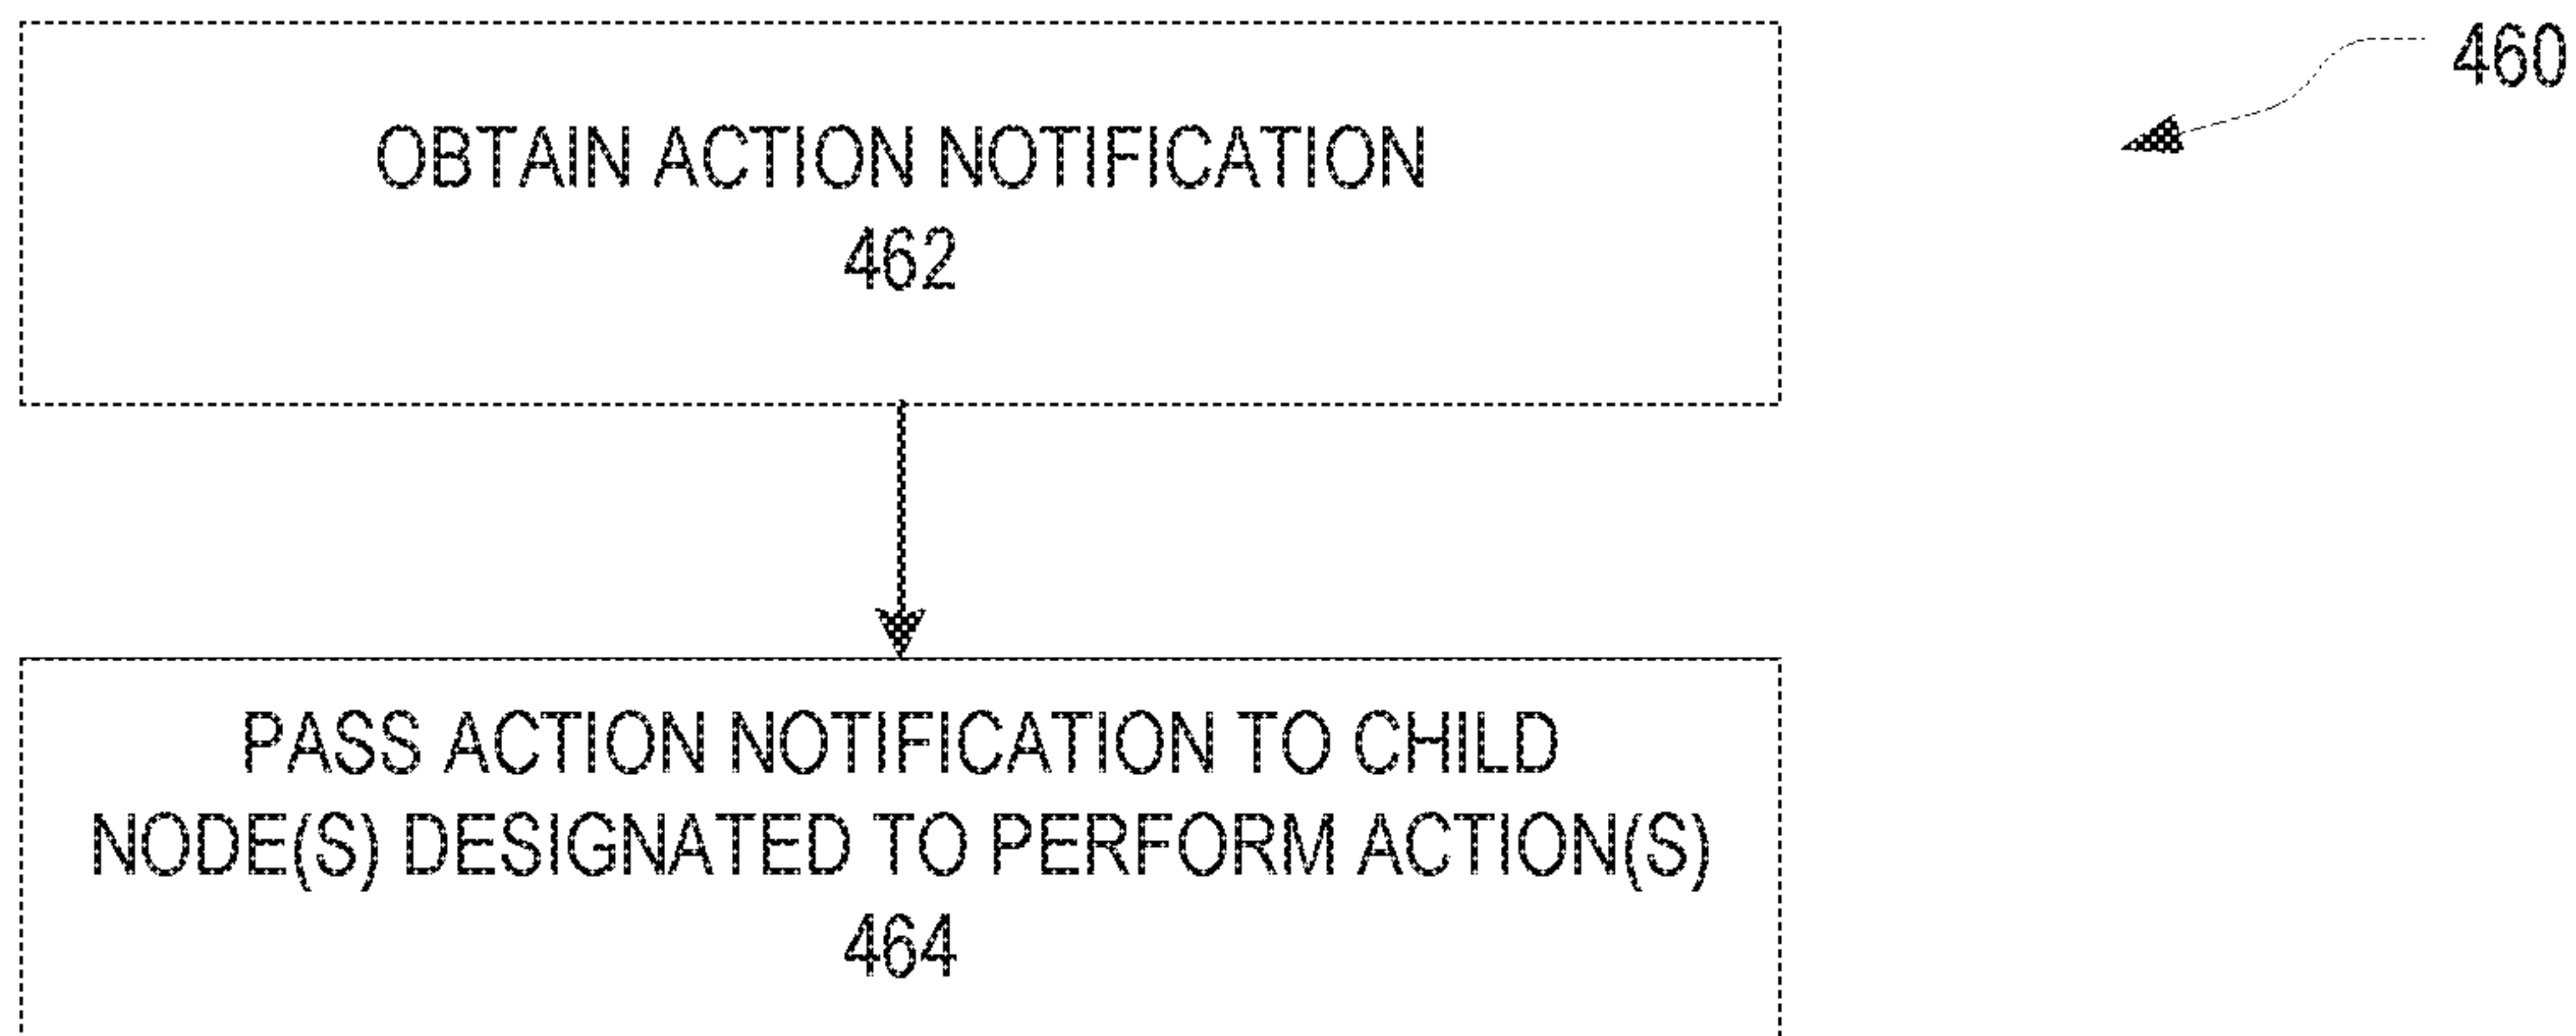 460
OBTAIN ACTION NOTIFICATION
462
PASS ACTION NOTIFICATION TO CHILD
NODE(S) DESIGNATED TO PERFORM ACTION(S)
464